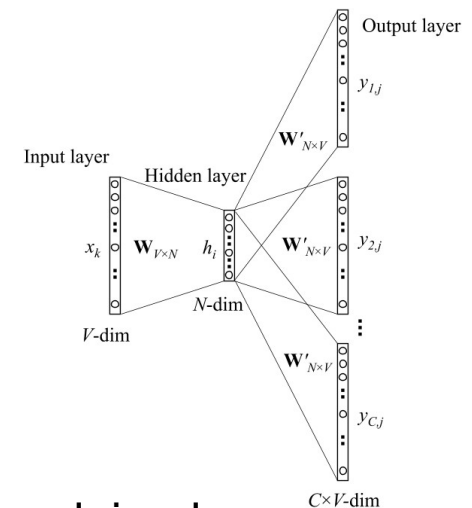 Output layer
y1,j
W′N×V
Input layer
Hidden layer
xk
WV×N
hi
W′N×V
y2,j
N-dim
V-dim
W′N×V
yC,j
C×V-dim